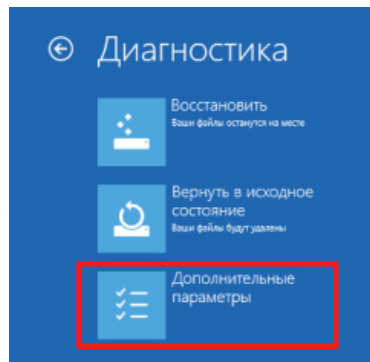 Диагностика
Восстановить
Ваши файлы останутся на месте
Вернуть в исходное
состояние
Ваши файлы будут удалены
Дополнительные
параметры